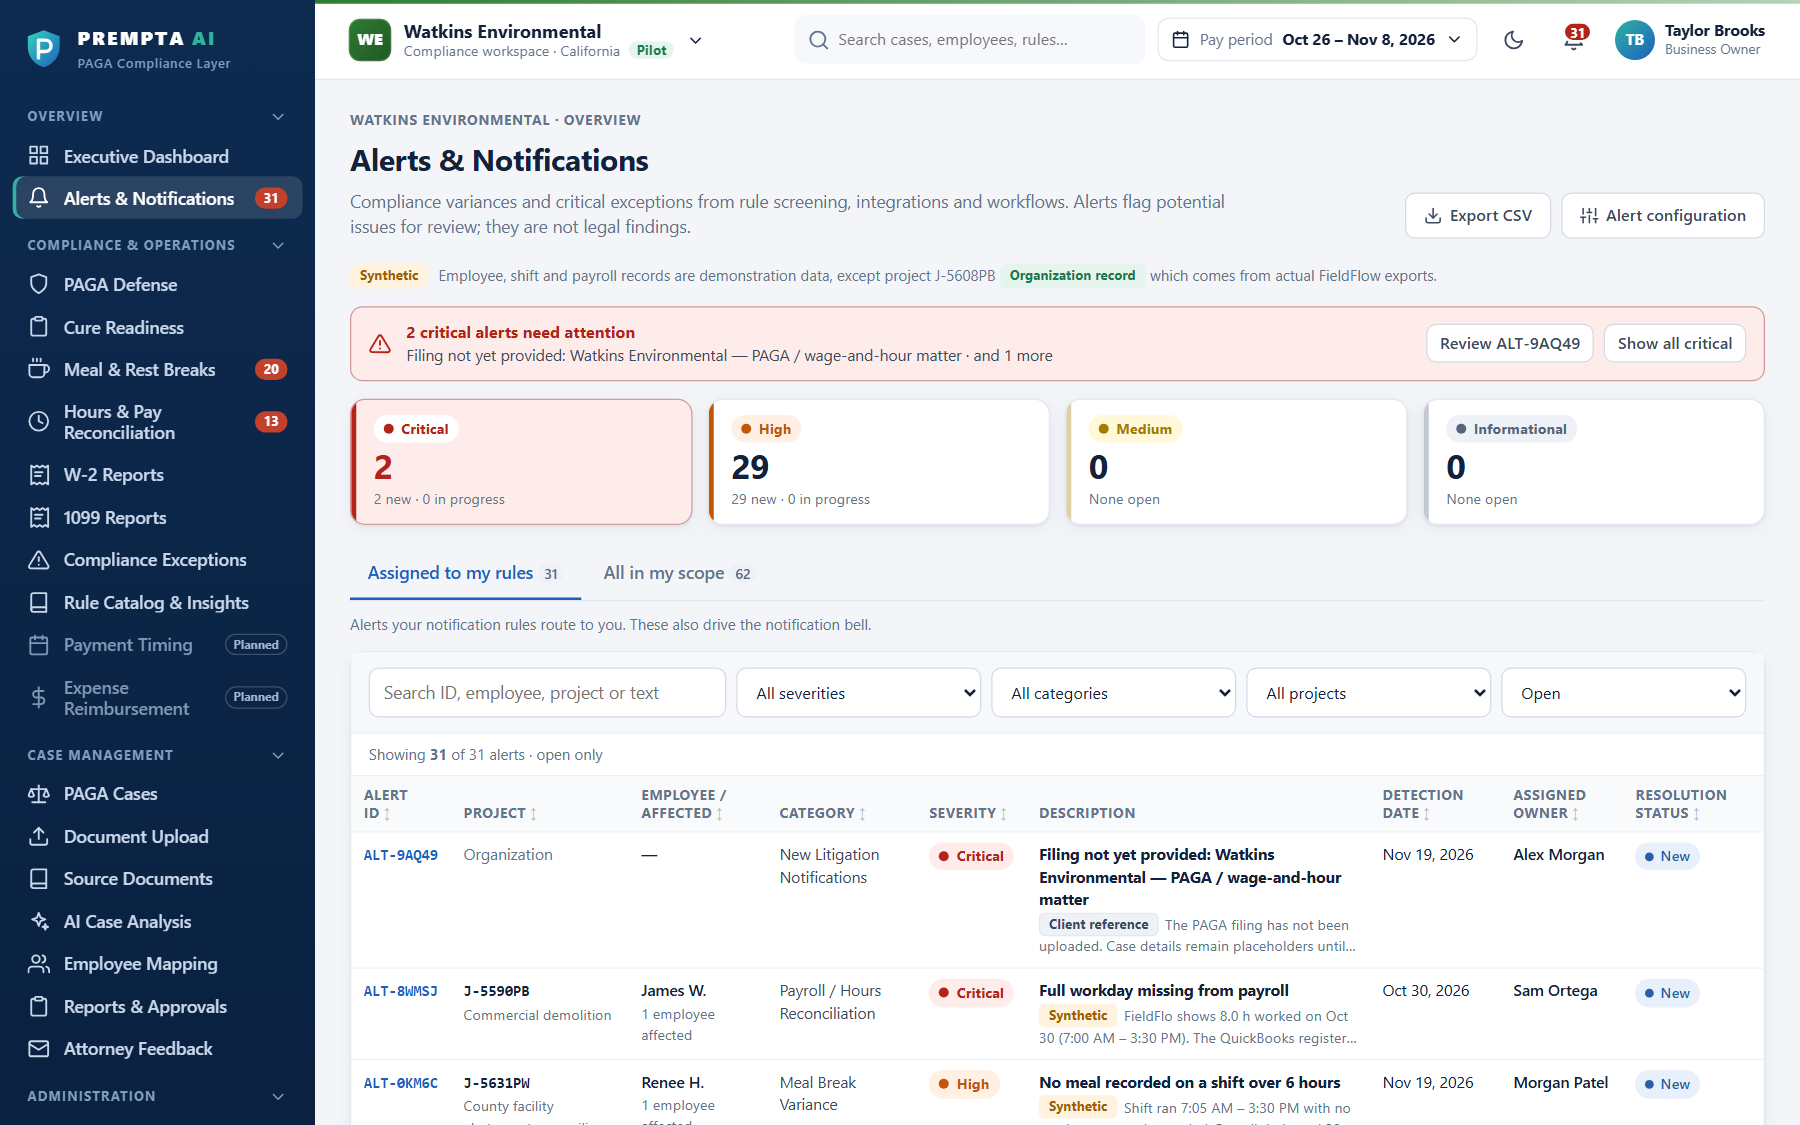 PREMPTA AI
PAGA Compliance Layer
OVERVIEW
Executive Dashboard
Alerts & Notifications 31
COMPLIANCE & OPERATIONS
PAGA Defense
Cure Readiness
Meal & Rest Breaks 20
Hours & Pay
Reconciliation 13
W-2 Reports
1099 Reports
Compliance Exceptions
Rule Catalog & Insights
Payment Timing Planned
Expense
Reimbursement Planned
CASE MANAGEMENT
PAGA Cases
Document Upload
Source Documents
AI Case Analysis
Employee Mapping
Reports & Approvals
Attorney Feedback
ADMINISTRATION
WE
Watkins Environmental
Compliance workspace · California Pilot
Search cases, employees, rules...
Pay period Oct 26 – Nov 8, 2026
31
TB
Taylor Brooks
Business Owner
WATKINS ENVIRONMENTAL · OVERVIEW
Alerts & Notifications
Compliance variances and critical exceptions from rule screening, integrations and workflows. Alerts flag potential
issues for review; they are not legal findings.
Export CSV
Alert configuration
Synthetic Employee, shift and payroll records are demonstration data, except project J-5608PB Organization record which comes from actual FieldFlow exports.
2 critical alerts need attention
Filing not yet provided: Watkins Environmental — PAGA / wage-and-hour matter · and 1 more
Review ALT-9AQ49
Show all critical
Critical
2
2 new · 0 in progress
High
29
29 new · 0 in progress
Medium
0
None open
Informational
0
None open
Assigned to my rules 31
All in my scope 62
Alerts your notification rules route to you. These also drive the notification bell.
Search ID, employee, project or text
All severities
All categories
All projects
Open
Showing 31 of 31 alerts · open only
ALERT
ID ↕
PROJECT ↕
EMPLOYEE /
AFFECTED ↕
CATEGORY ↕
SEVERITY ↕
DESCRIPTION
DETECTION
DATE ↕
ASSIGNED
OWNER ↕
RESOLUTION
STATUS ↕
ALT-9AQ49
Organization
—
New Litigation
Notifications
Critical
Filing not yet provided: Watkins
Environmental — PAGA / wage-and-hour
matter
Client reference The PAGA filing has not been
uploaded. Case details remain placeholders until...
Nov 19, 2026
Alex Morgan
New
ALT-8WMSJ
J-5590PB
Commercial demolition
James W.
1 employee
affected
Payroll / Hours
Reconciliation
Critical
Full workday missing from payroll
Synthetic FieldFlo shows 8.0 h worked on Oct
30 (7:00 AM – 3:30 PM). The QuickBooks register...
Oct 30, 2026
Sam Ortega
New
ALT-0KM6C
J-5631PW
County facility
Renee H.
1 employee
Meal Break
Variance
High
No meal recorded on a shift over 6 hours
Synthetic Shift ran 7:05 AM – 3:30 PM with no
Nov 19, 2026
Morgan Patel
New